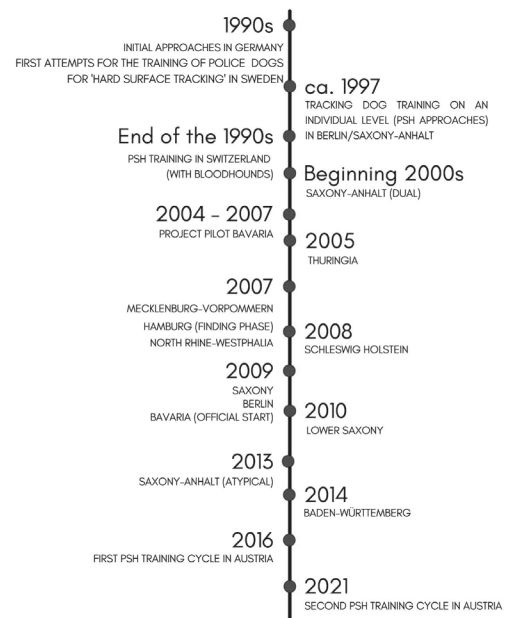 1990s
INITIAL APPROACHES IN GERMANY
FIRST ATTEMPTS FOR THE TRAINING OF POLICE DOGS
FOR 'HARD SURFACE TRACKING' IN SWEDEN
ca. 1997
TRACKING DOG TRAINING ON AN
INDIVIDUAL LEVEL (PSH APPROACHES)
IN BERLIN/SAXONY-ANHALT
End of the 1990s
PSH TRAINING IN SWITZERLAND
(WITH BLOODHOUNDS)
Beginning 2000s
SAXONY-ANHALT (DUAL)
2004 - 2007
PROJECT PILOT BAVARIA
2005
THURINGIA
2007
MECKLENBURG-VORPOMMERN
HAMBURG (FINDING PHASE)
NORTH RHINE-WESTPHALIA
2008
SCHLESWIG HOLSTEIN
2009
SAXONY
BERLIN
BAVARIA (OFFICIAL START)
2010
LOWER SAXONY
2013
SAXONY-ANHALT (ATYPICAL)
2014
BADEN-WÜRTTEMBERG
2016
FIRST PSH TRAINING CYCLE IN AUSTRIA
2021
SECOND PSH TRAINING CYCLE IN AUSTRIA